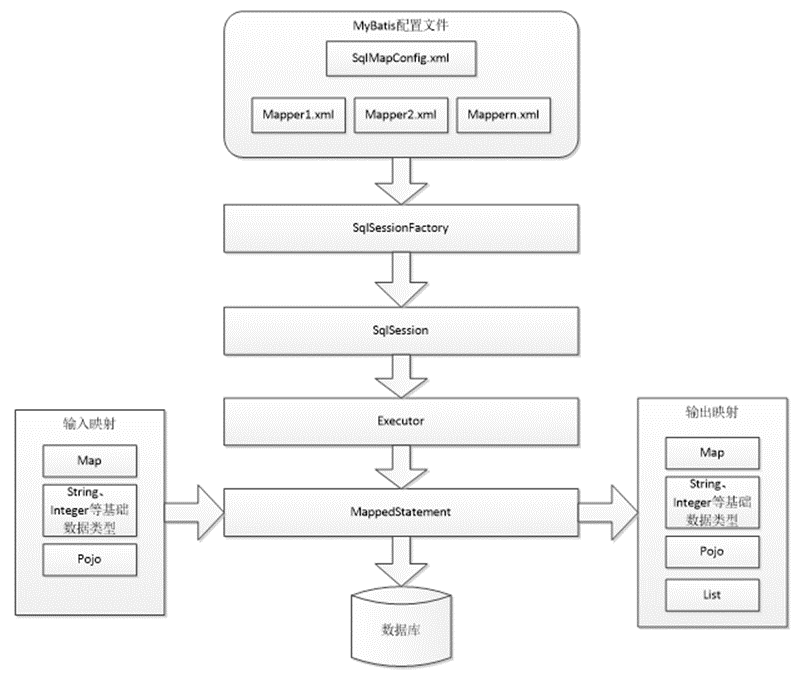 MyBatis配置文件
SqlMapConfig.xml
Mapper1.xml
Mapper2.xml
Mappern.xml
SqlSessionFactory
SqlSession
Executor
输入映射
Map
String、
Integer等基础
数据类型
Pojo
MappedStatement
输出映射
Map
String、
Integer等基础
数据类型
Pojo
List
数据库